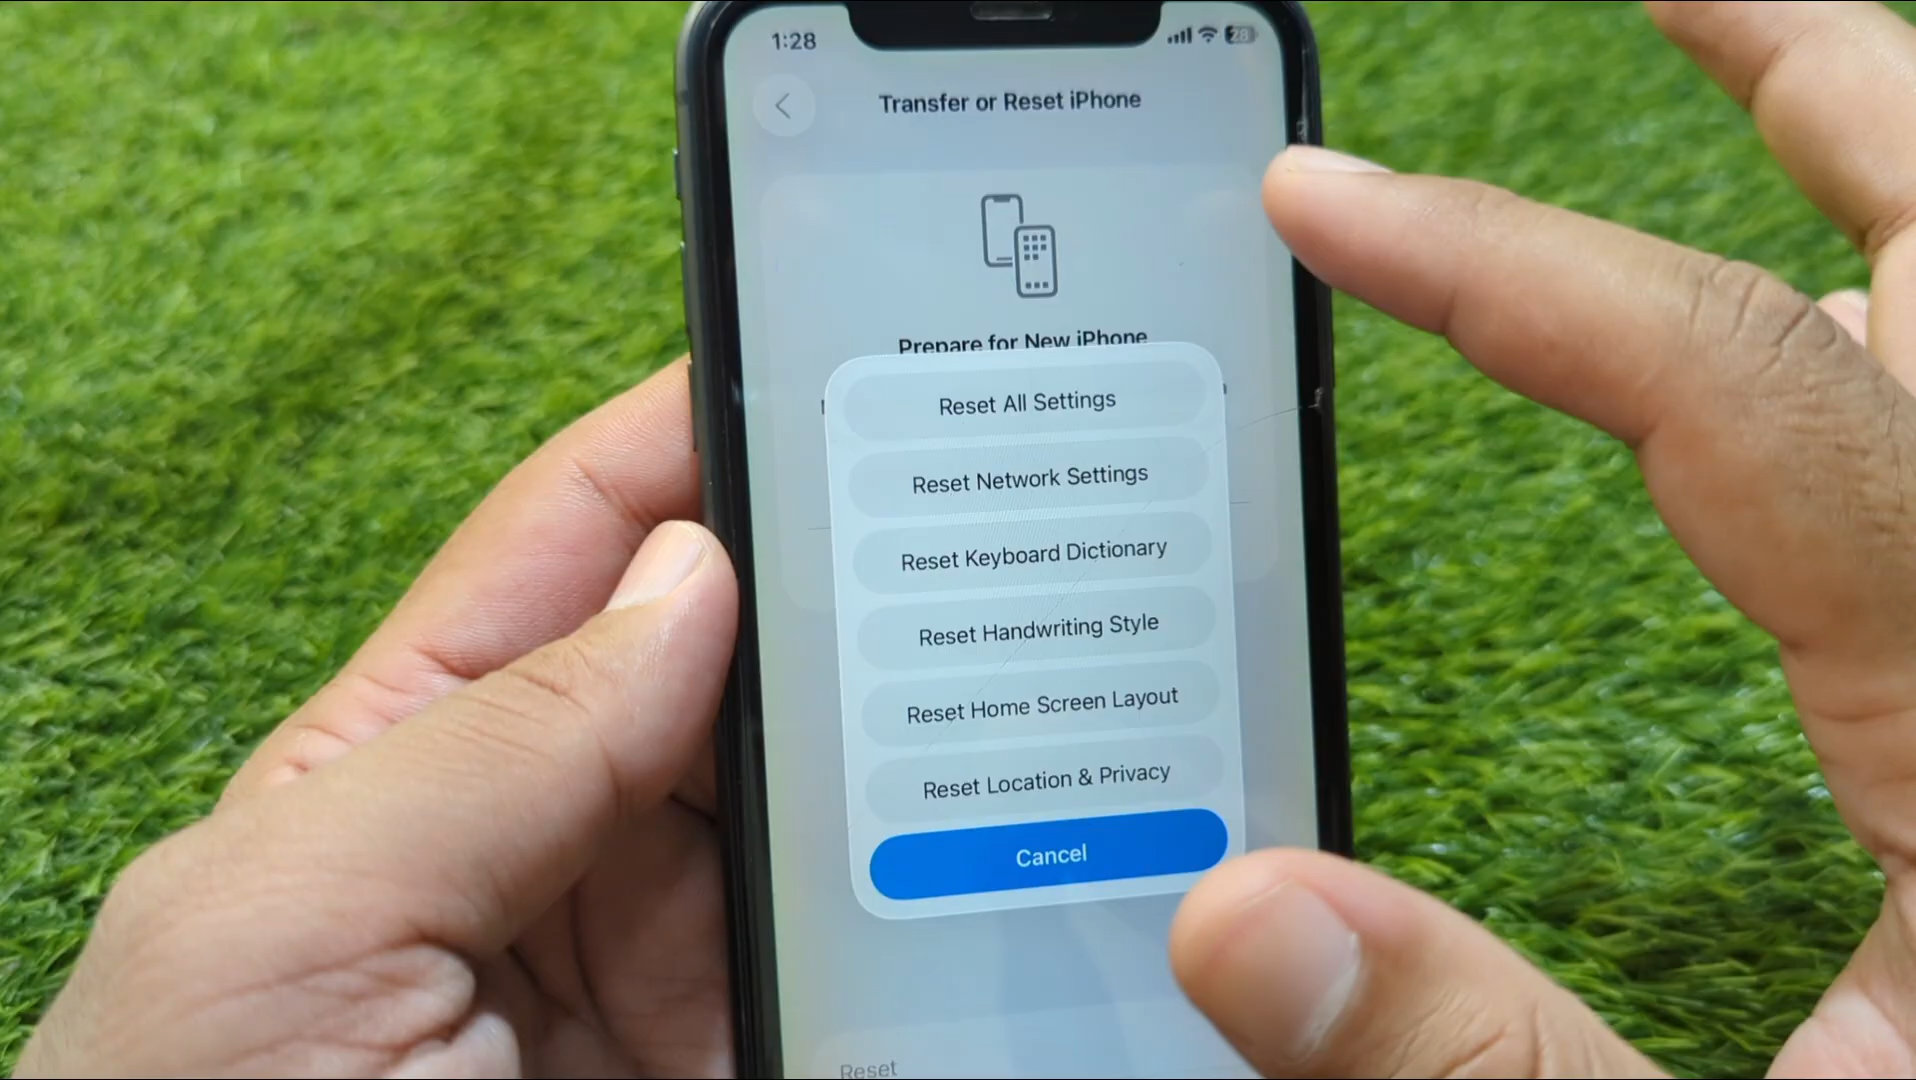 1:28
28
Transfer or Reset iPhone
Prepare for New iPhone
Reset All Settings
Reset Network Settings
Reset Keyboard Dictionary
Reset Handwriting Style
Reset Home Screen Layout
Reset Location & Privacy
Cancel
Reset